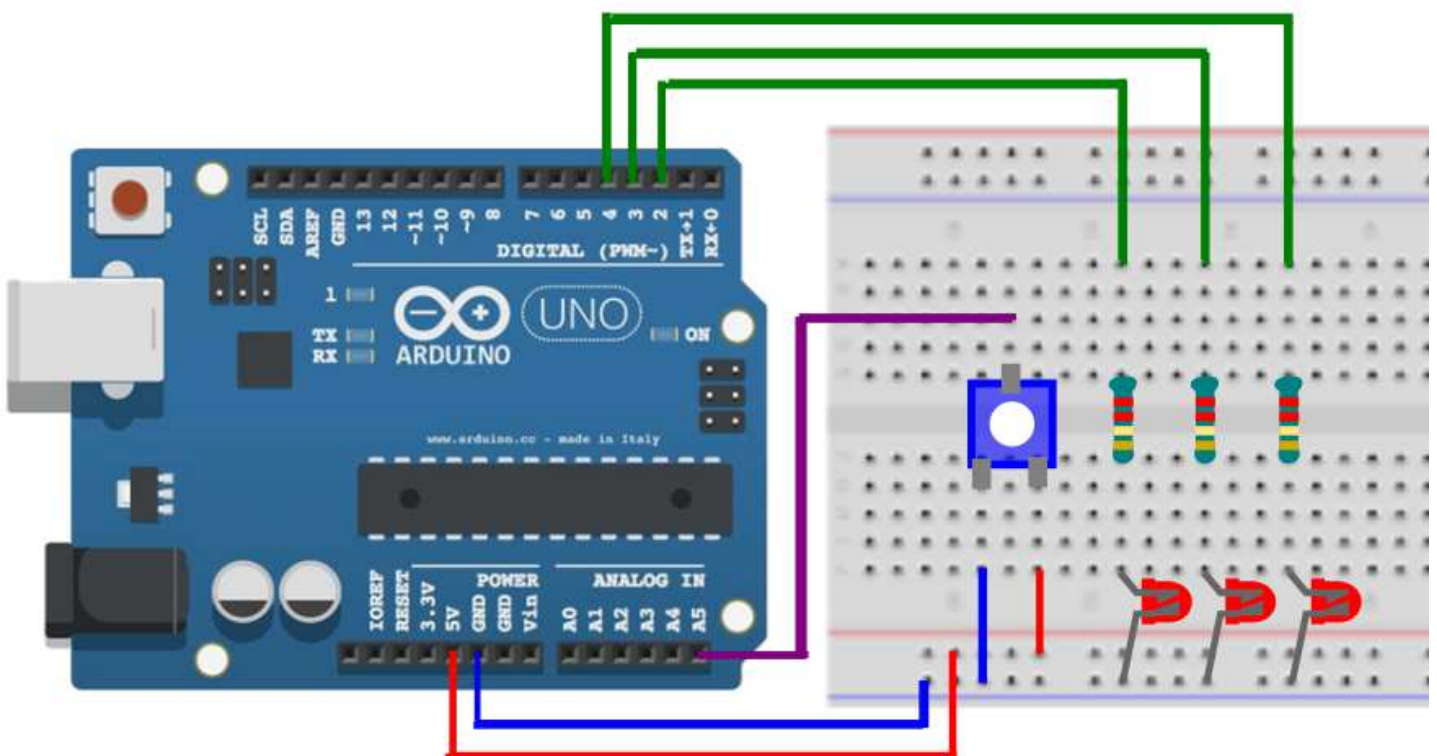 SCL
SDA
AREF
GND
13
12
~11
~10
~9
8
7
6
5
4
3
2
TX→1
RX←0
DIGITAL (PWM~)
1
TX
RX
UNO
ON
ARDUINO
www.arduino.cc - made in Italy
POWER
ANALOG IN
IOREF
RESET
3.3V
5V
GND
GND
Vin
A0
A1
A2
A3
A4
A5